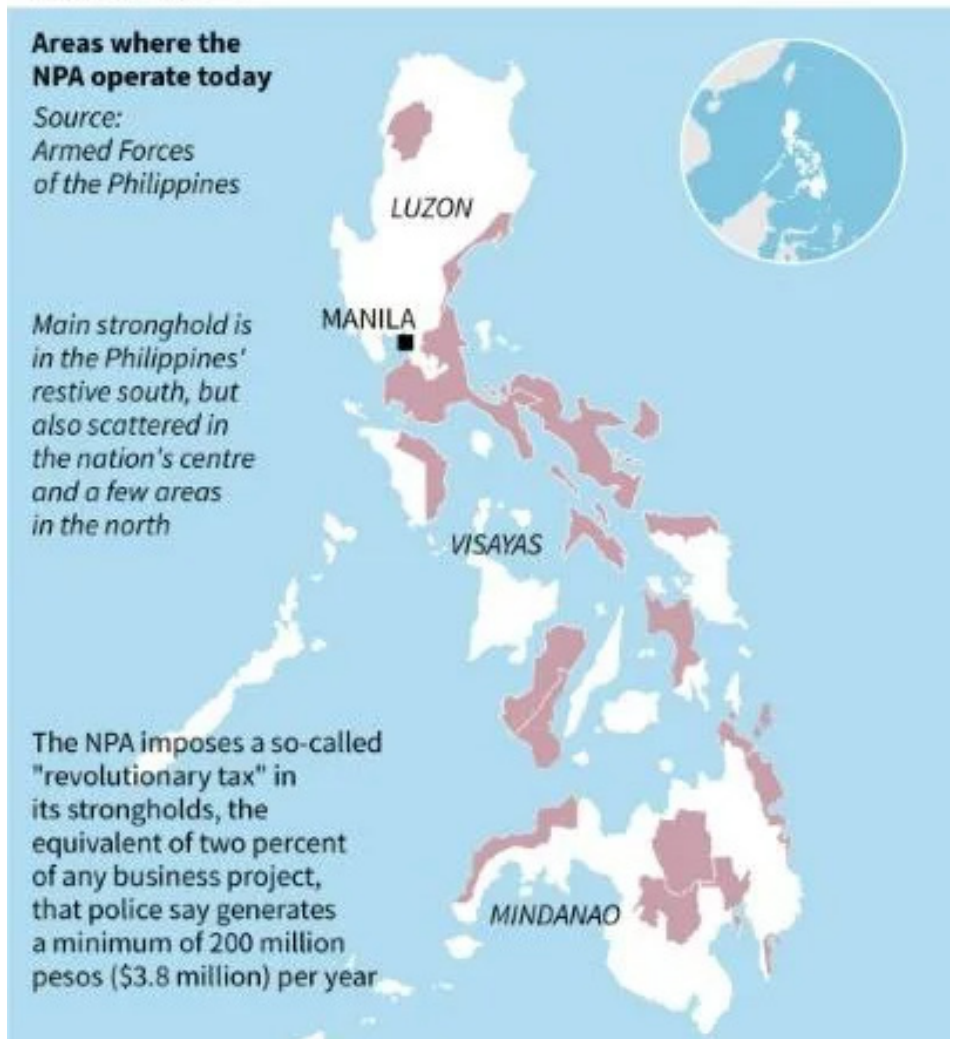 Areas where the
NPA operate today
Source:
Armed Forces
of the Philippines
LUZON
MANILA
Main stronghold is
in the Philippines'
restive south, but
also scattered in
the nation's centre
and a few areas
in the north
VISAYAS
The NPA imposes a so-called
"revolutionary tax" in
its strongholds, the
equivalent of two percent
of any business project,
that police say generates
a minimum of 200 million
pesos ($3.8 million) per year
MINDANAO